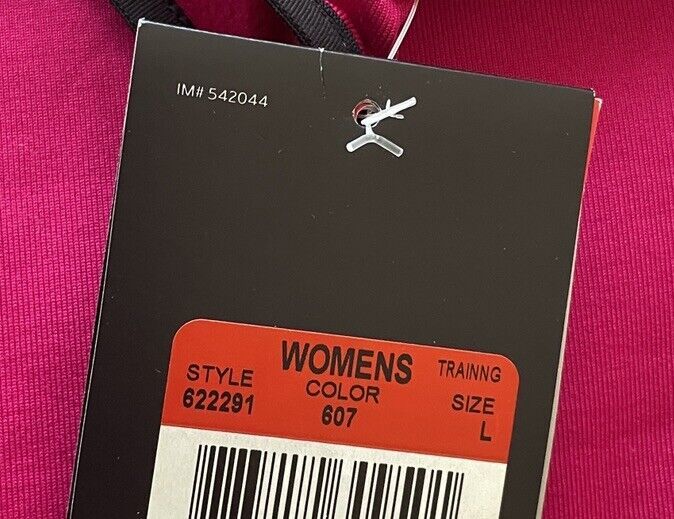 IM# 542044
WOMENS TRAINNG
STYLE COLOR SIZE
622291 607 L